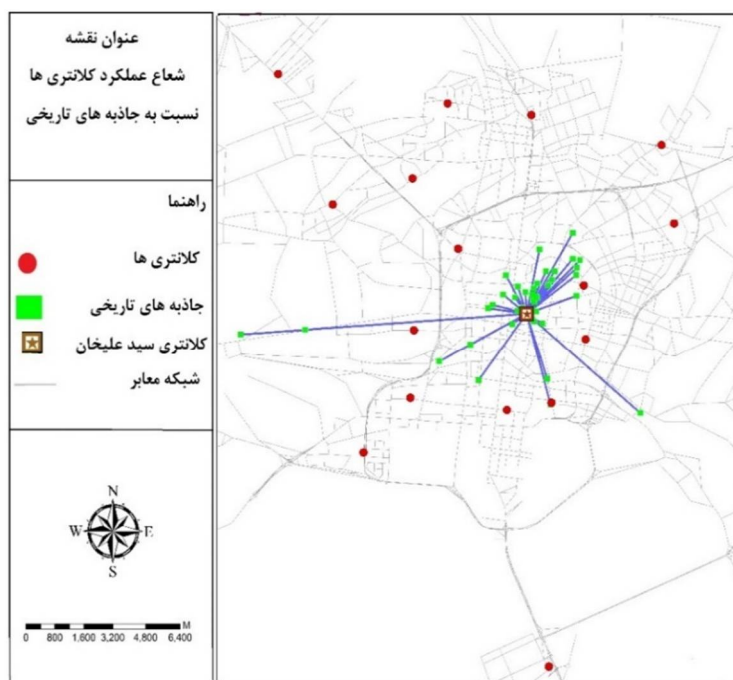 عنوان نقشه
شعاع عملکرد کلانتری ها
نسبت به جاذبه های تاریخی
راهنما
کلانتری ها
جاذبه های تاریخی
کلانتری سید علیخان
شبکه معابر
N
W E
S
M
0 800 1,600 3,200 4,800 6,400